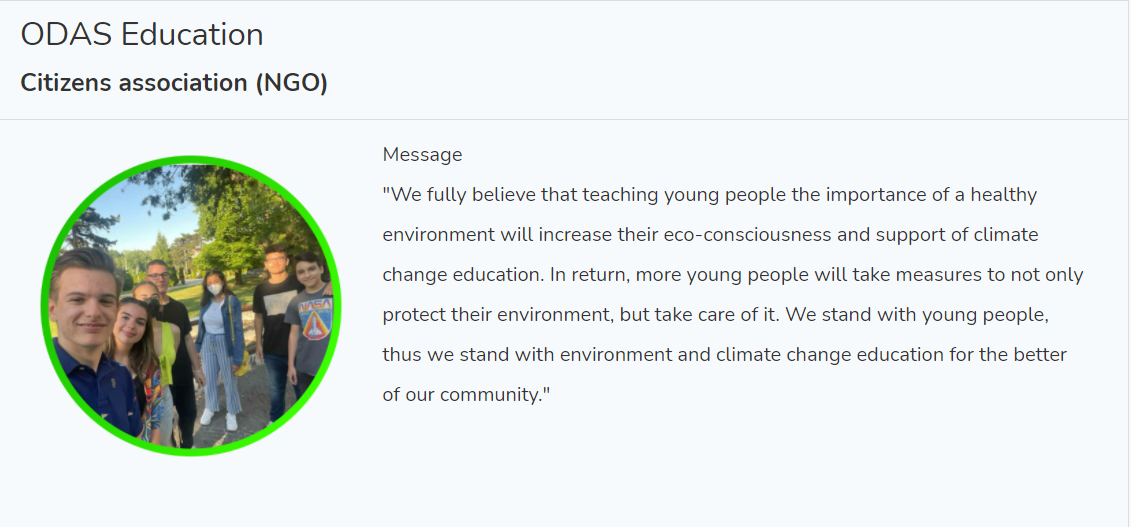 ODAS Education
Citizens association (NGO)
Message
"We fully believe that teaching young people the importance of a healthy
environment will increase their eco-consciousness and support of climate
change education. In return, more young people will take measures to not only
protect their environment, but take care of it. We stand with young people,
thus we stand with environment and climate change education for the better
of our community."
NASA